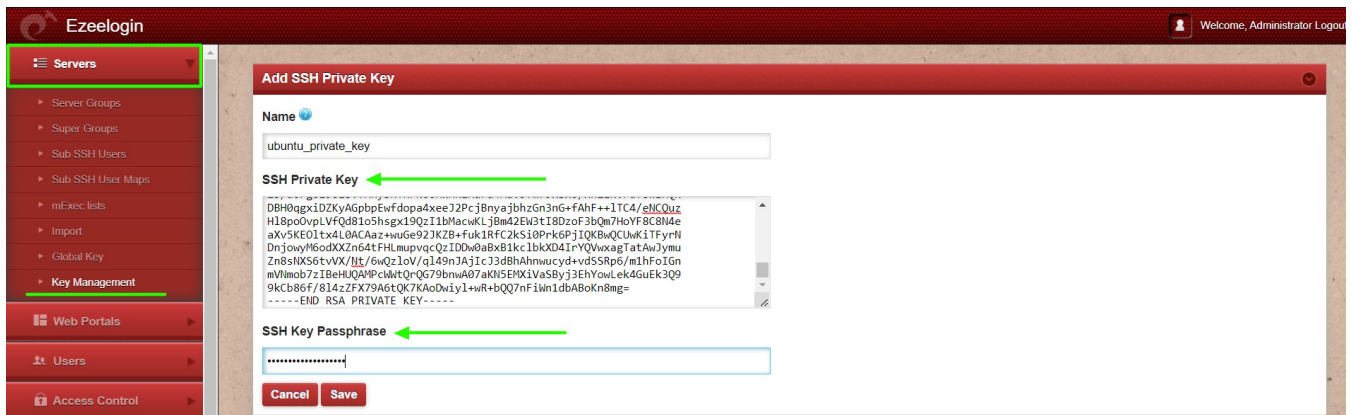 Ezeelogin
Welcome, Administrator Logout
Servers
Server Groups
Super Groups
Sub SSH Users
Sub SSH User Maps
mExec lists
Import
Global Key
Key Management
Web Portals
Users
Access Control
Add SSH Private Key
Name
ubuntu_private_key
SSH Private Key
DBH0qgxiDZKyAGpbpEwfdopa4xeeJ2PcjBnyajbhzGn3nG+fAhF++lTC4/eNCQuz
Hl8poOvpLVfQd81o5hsgx19QzI1bMacwKLjBm42EW3tI8DzoF3bQm7HoYF8C8N4e
aXv5KEOltx4L0ACAaz+wuGe92JKZB+fuk1RfC2kSi0Prk6PjIQKBwQCUwKiTFyrN
DnjowyM6odXXZn64tFHLmupvqcQzIDDw0aBxB1kclbkXD4IrYQVwxagTatAwJymu
Zn8sNXS6tvVX/Nt/6wQzloV/ql49nJAjIcJ3dBhAhnwucyd+vdSSRp6/m1hFoIGn
mVNmob7zIBeHUQAMPcWWtQrQG79bnwA07aKN5EMXiVaSByj3EhYowLek4GuEk3Q9
9kCb86f/8l4zZFX79A6tQK7KAoDwiyl+wR+bQQ7nFiWn1dbABoKn8mg=
-----END RSA PRIVATE KEY-----
SSH Key Passphrase
Cancel Save